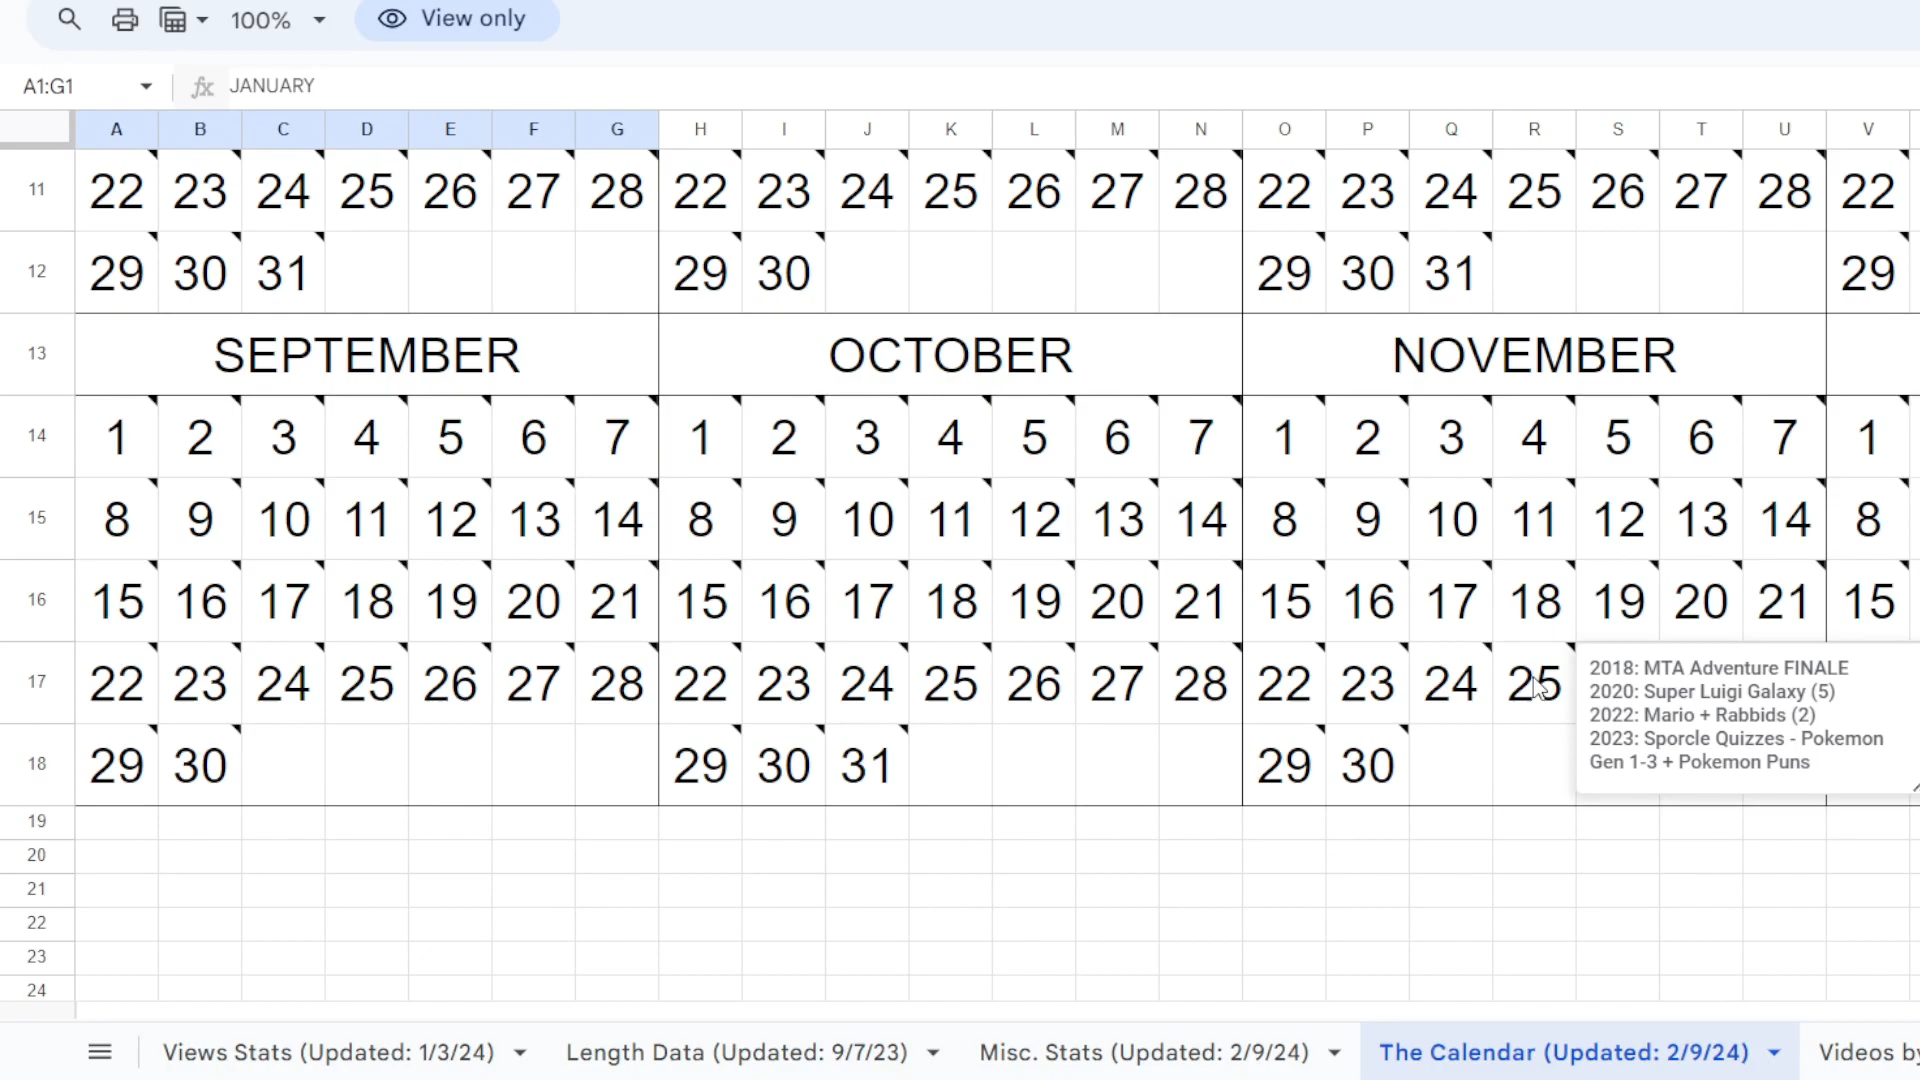 100% View only
A1:G1 fx JANUARY
A B C D E F G H I J K L M N O P Q R S T U V
11 22 23 24 25 26 27 28 22 23 24 25 26 27 28 22 23 24 25 26 27 28 22
12 29 30 31 29 30 29 30 31 29
13 SEPTEMBER OCTOBER NOVEMBER
14 1 2 3 4 5 6 7 1 2 3 4 5 6 7 1 2 3 4 5 6 7 1
15 8 9 10 11 12 13 14 8 9 10 11 12 13 14 8 9 10 11 12 13 14 8
16 15 16 17 18 19 20 21 15 16 17 18 19 20 21 15 16 17 18 19 20 21 15
17 22 23 24 25 26 27 28 22 23 24 25 26 27 28 22 23 24 25
2018: MTA Adventure FINALE
2020: Super Luigi Galaxy (5)
2022: Mario + Rabbids (2)
2023: Sporcle Quizzes - Pokemon
Gen 1-3 + Pokemon Puns
18 29 30 29 30 31 29 30
19
20
21
22
23
24
Views Stats (Updated: 1/3/24) Length Data (Updated: 9/7/23) Misc. Stats (Updated: 2/9/24) The Calendar (Updated: 2/9/24) Videos by